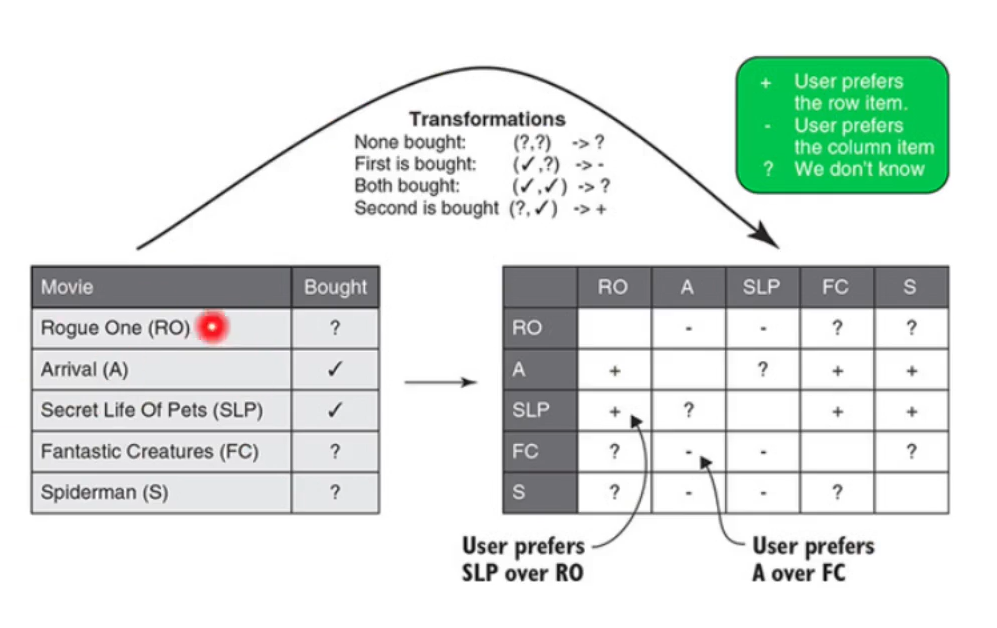 Transformations
None bought: (?,?) -> ?
First is bought: (✓,?) -> -
Both bought: (✓,✓) -> ?
Second is bought (?,✓) -> +
+ User prefers
the row item.
- User prefers
the column item
? We don't know
Movie Bought
Rogue One (RO) ?
Arrival (A) ✓
Secret Life Of Pets (SLP) ✓
Fantastic Creatures (FC) ?
Spiderman (S) ?
RO A SLP FC S
RO - - ? ?
A + ? + +
SLP + ? + +
FC ? - - ?
S ? - - ?
User prefers
SLP over RO
User prefers
A over FC